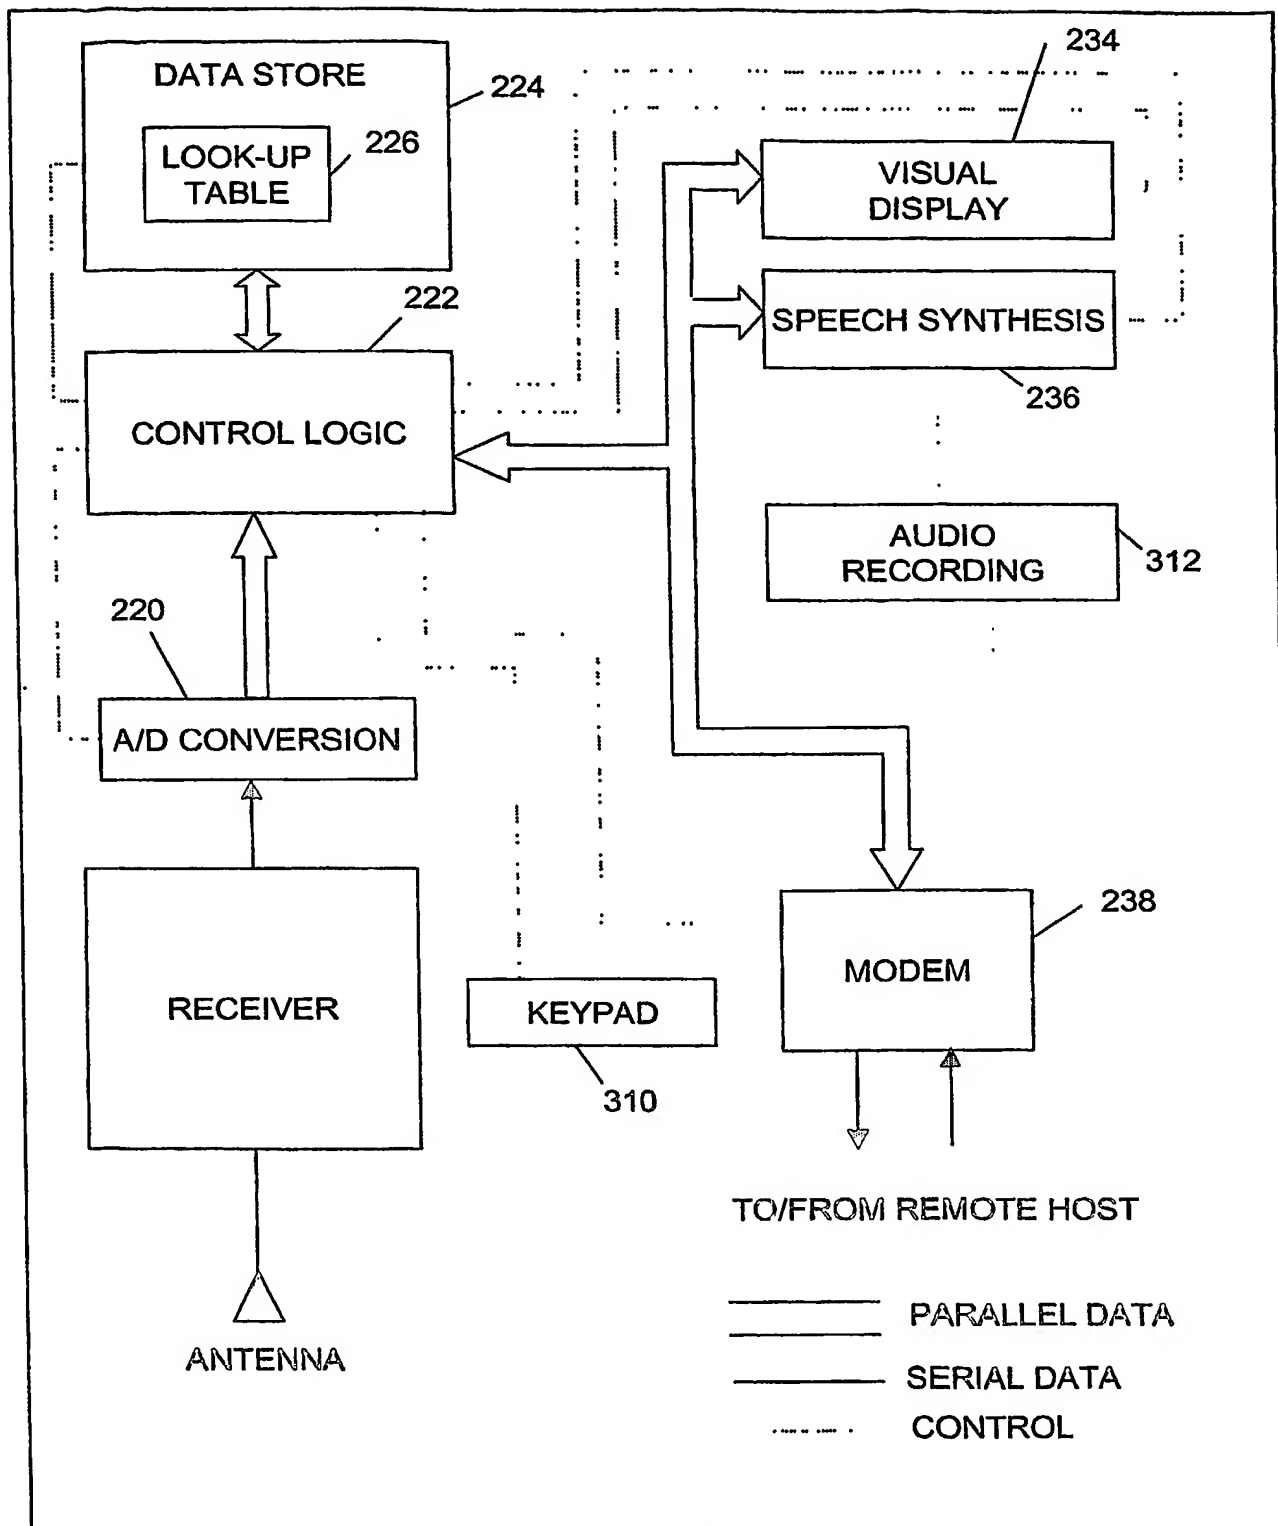 DATA STORE
224
LOOK-UP
TABLE
226
234
VISUAL
DISPLAY
222
CONTROL LOGIC
SPEECH SYNTHESIS
236
AUDIO
RECORDING
312
220
A/D CONVERSION
RECEIVER
KEYPAD
310
238
MODEM
TO/FROM REMOTE HOST
ANTENNA
PARALLEL DATA
SERIAL DATA
CONTROL